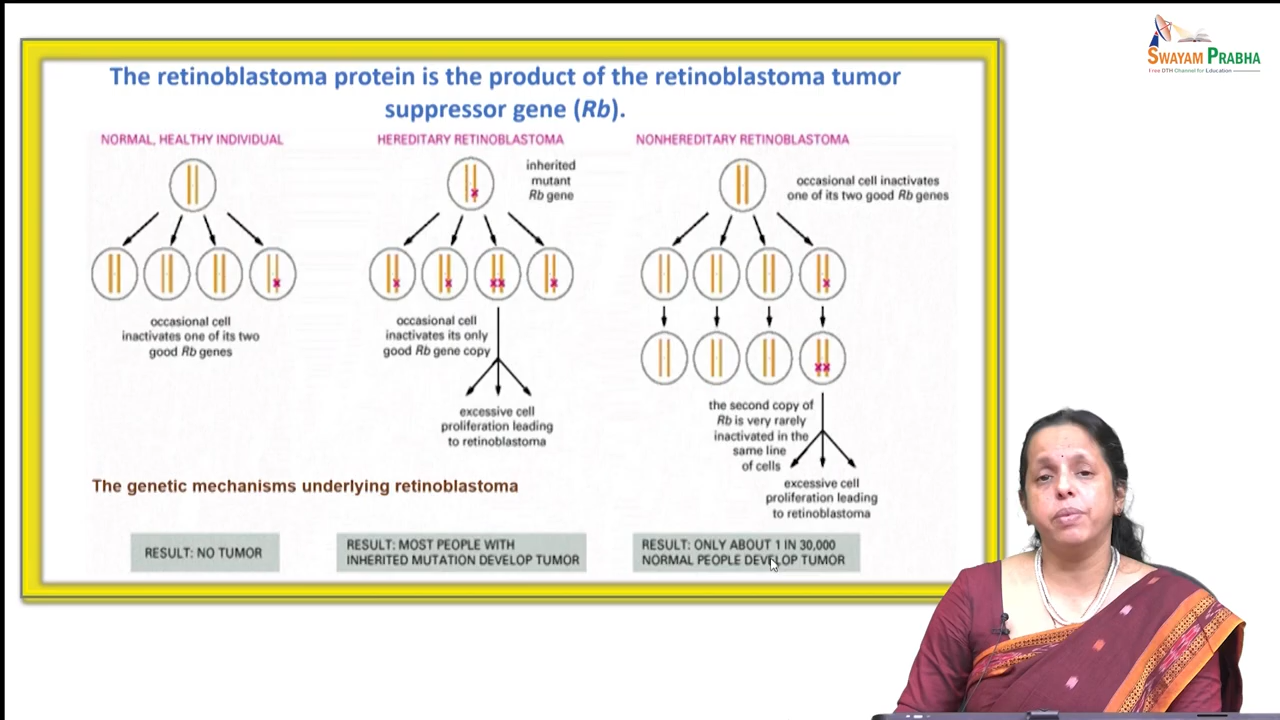 SWAYAM PRABHA
Free DTH Channel for Education
The retinoblastoma protein is the product of the retinoblastoma tumor
suppressor gene (Rb).
NORMAL, HEALTHY INDIVIDUAL
occasional cell
inactivates one of its two
good Rb genes
HEREDITARY RETINOBLASTOMA
inherited
mutant
Rb gene
occasional cell
inactivates its only
good Rb gene copy
excessive cell
proliferation leading
to retinoblastoma
NONHEREDITARY RETINOBLASTOMA
occasional cell inactivates
one of its two good Rb genes
the second copy of
Rb is very rarely
inactivated in the
same line
of cells
excessive cell
proliferation leading
to retinoblastoma
The genetic mechanisms underlying retinoblastoma
RESULT: NO TUMOR
RESULT: MOST PEOPLE WITH
INHERITED MUTATION DEVELOP TUMOR
RESULT: ONLY ABOUT 1 IN 30,000
NORMAL PEOPLE DEVELOP TUMOR